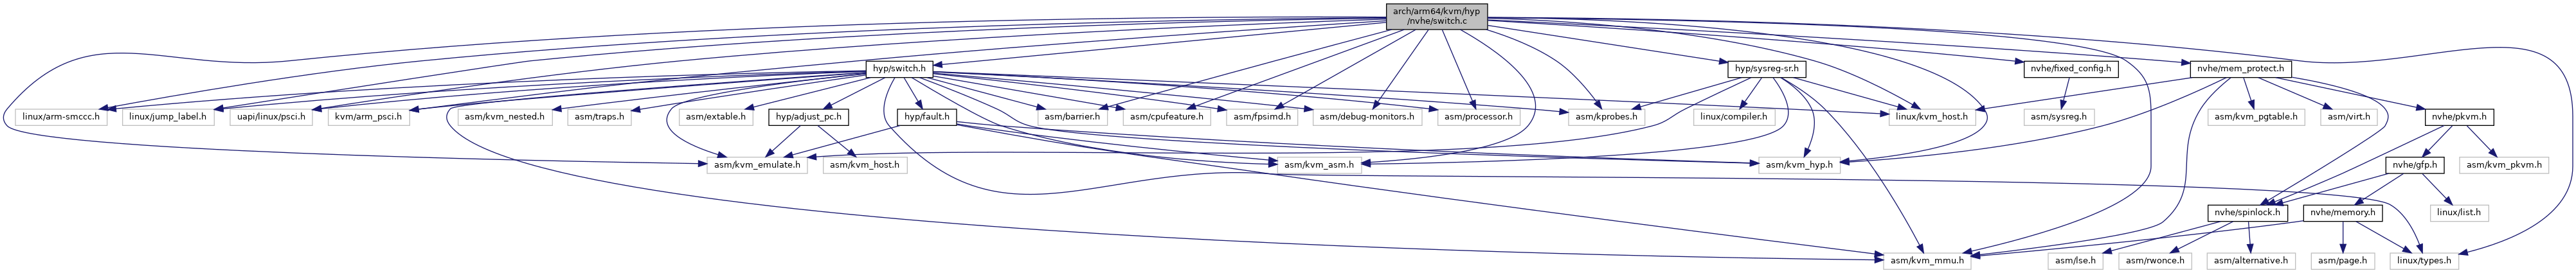 arch/arm64/kvm/hyp
/nvhe/switch.c
hyp/switch.h
hyp/sysreg-sr.h
nvhe/fixed_config.h
nvhe/mem_protect.h
linux/arm-smccc.h
linux/jump_label.h
uapi/linux/psci.h
kvm/arm_psci.h
asm/kvm_nested.h
asm/traps.h
asm/extable.h
hyp/adjust_pc.h
hyp/fault.h
asm/barrier.h
asm/cpufeature.h
asm/fpsimd.h
asm/debug-monitors.h
asm/processor.h
asm/kprobes.h
linux/compiler.h
linux/kvm_host.h
asm/sysreg.h
asm/kvm_pgtable.h
asm/virt.h
nvhe/pkvm.h
asm/kvm_emulate.h
asm/kvm_host.h
asm/kvm_asm.h
asm/kvm_hyp.h
nvhe/gfp.h
asm/kvm_pkvm.h
nvhe/spinlock.h
nvhe/memory.h
linux/list.h
asm/kvm_mmu.h
asm/lse.h
asm/rwonce.h
asm/alternative.h
asm/page.h
linux/types.h